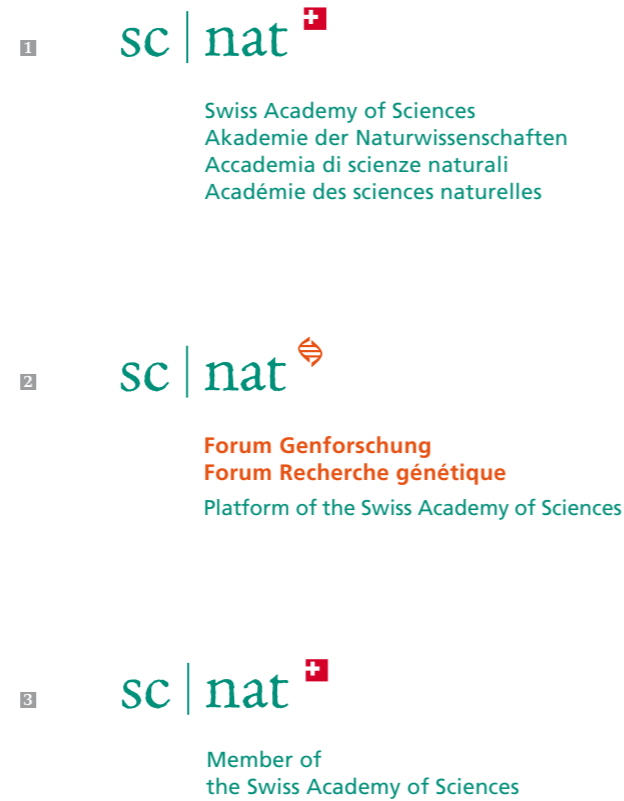 1
sc | nat
Swiss Academy of Sciences
Akademie der Naturwissenschaften
Accademia di scienze naturali
Académie des sciences naturelles
2
sc | nat
Forum Genforschung
Forum Recherche génétique
Platform of the Swiss Academy of Sciences
3
sc | nat
Member of
the Swiss Academy of Sciences